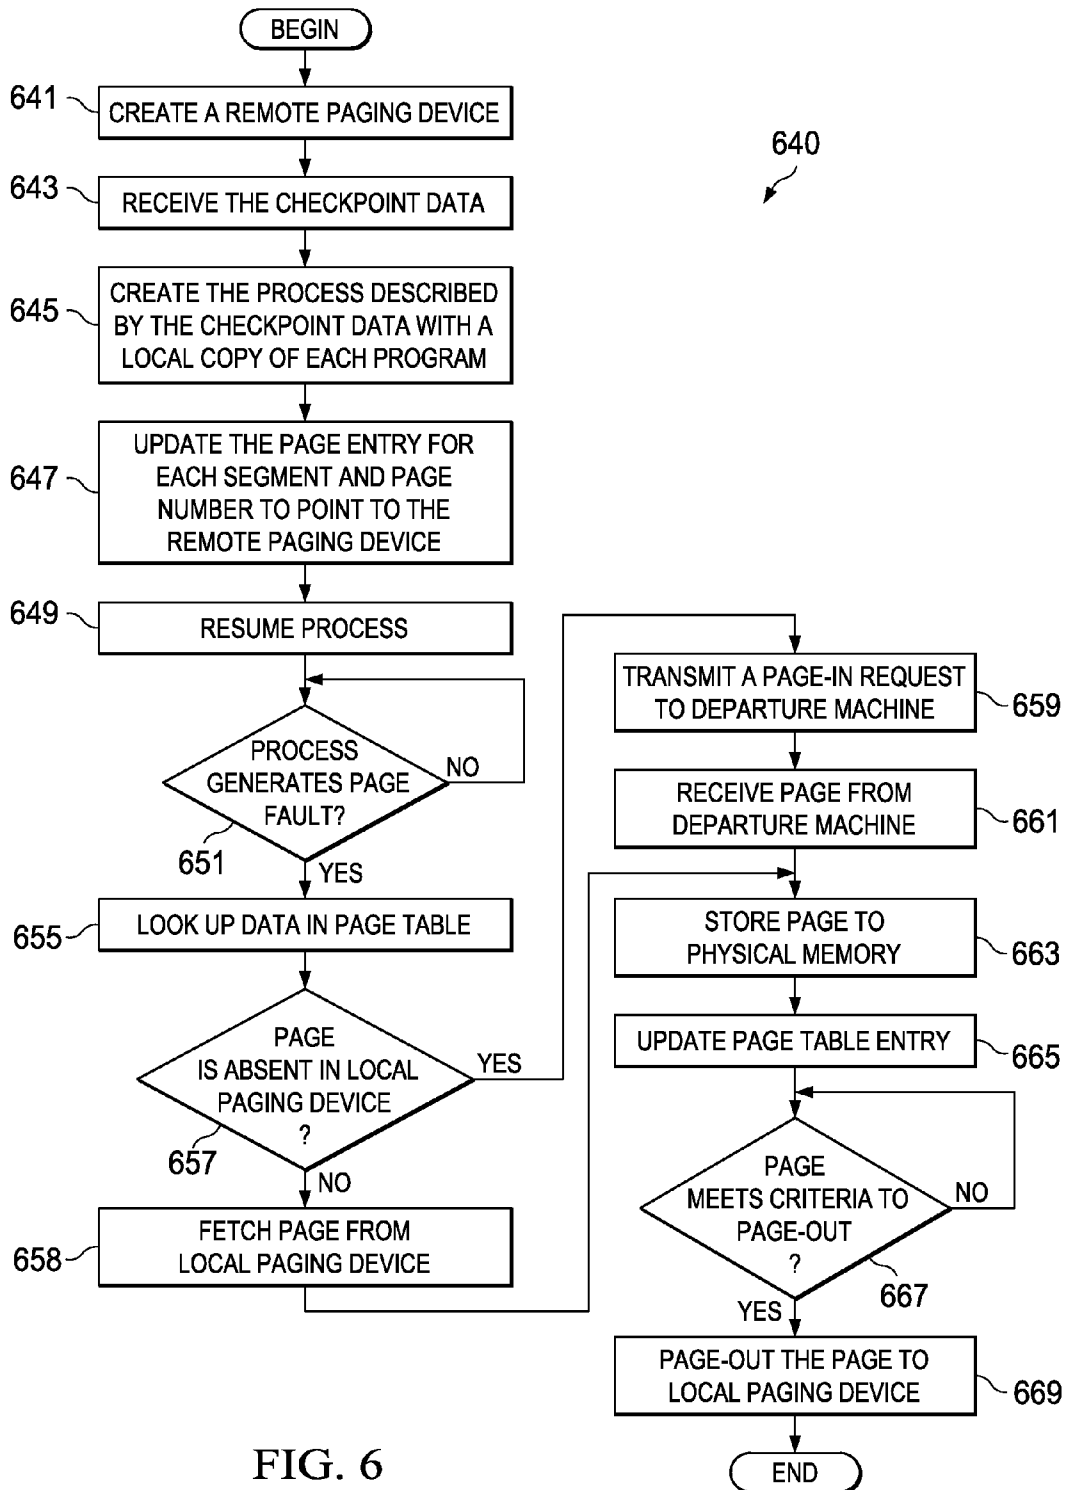 BEGIN
641
CREATE A REMOTE PAGING DEVICE
640
643
RECEIVE THE CHECKPOINT DATA
645
CREATE THE PROCESS DESCRIBED
BY THE CHECKPOINT DATA WITH A
LOCAL COPY OF EACH PROGRAM
647
UPDATE THE PAGE ENTRY FOR
EACH SEGMENT AND PAGE
NUMBER TO POINT TO THE
REMOTE PAGING DEVICE
649
RESUME PROCESS
PROCESS
GENERATES PAGE
FAULT?
NO
651
YES
655
LOOK UP DATA IN PAGE TABLE
PAGE
IS ABSENT IN LOCAL
PAGING DEVICE
?
YES
657
NO
658
FETCH PAGE FROM
LOCAL PAGING DEVICE
TRANSMIT A PAGE-IN REQUEST
TO DEPARTURE MACHINE
659
RECEIVE PAGE FROM
DEPARTURE MACHINE
661
STORE PAGE TO
PHYSICAL MEMORY
663
UPDATE PAGE TABLE ENTRY
665
PAGE
MEETS CRITERIA TO
PAGE-OUT
?
NO
667
YES
PAGE-OUT THE PAGE TO
LOCAL PAGING DEVICE
669
END
FIG. 6